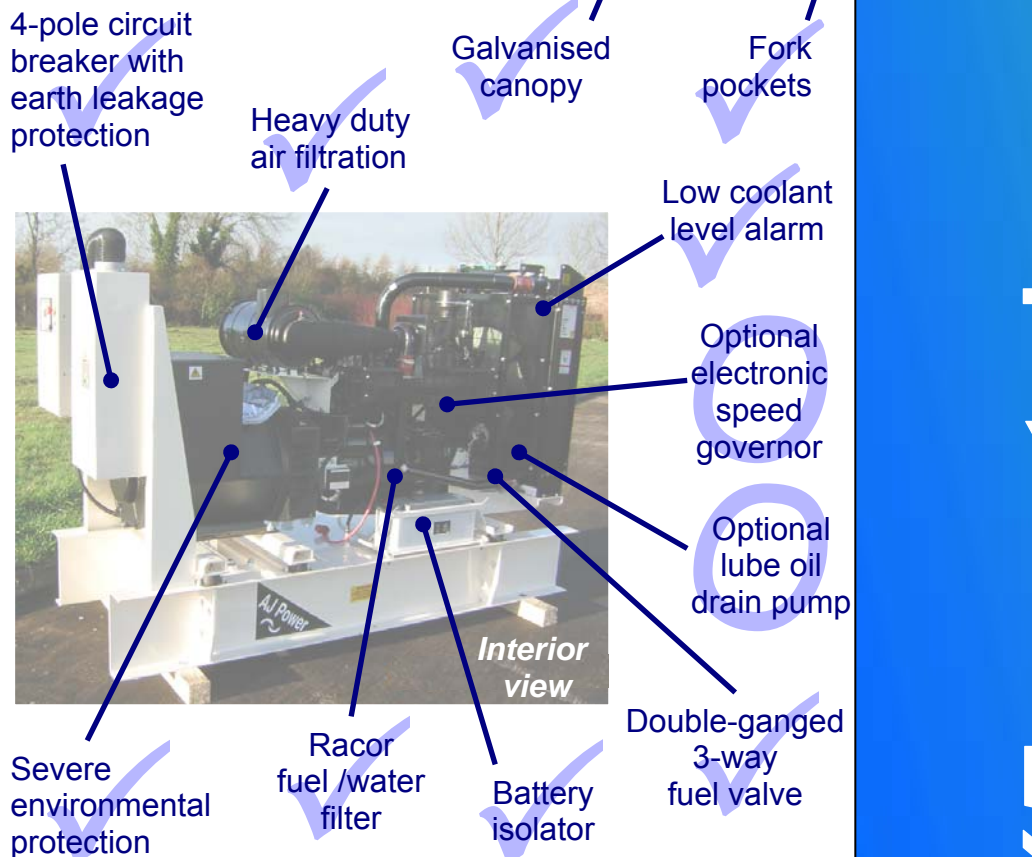 4-pole circuit
breaker with
earth leakage
protection
Galvanised
canopy
Fork
pockets
Heavy duty
air filtration
Low coolant
level alarm
Optional
electronic
speed
governor
Optional
lube oil
drain pump
AJ Power
Interior
view
Severe
environmental
protection
Racor
fuel /water
filter
Battery
isolator
Double-ganged
3-way
fuel valve